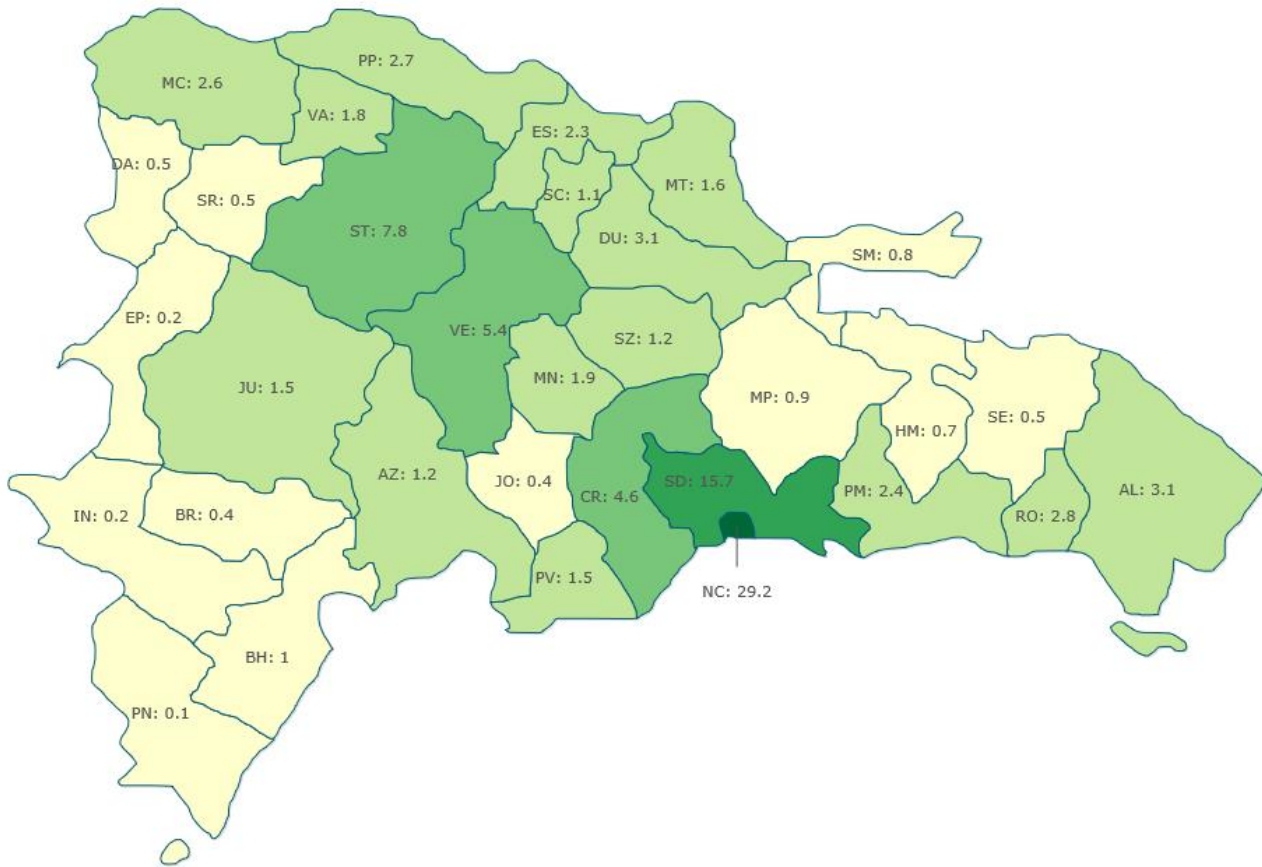 PP: 2.7
MC: 2.6
VA: 1.8
ES: 2.3
DA: 0.5
SR: 0.5
SC: 1.1
MT: 1.6
ST: 7.8
DU: 3.1
SM: 0.8
EP: 0.2
VE: 5.4
SZ: 1.2
JU: 1.5
MN: 1.9
MP: 0.9
SE: 0.5
HM: 0.7
AZ: 1.2
JO: 0.4
CR: 4.6
SD: 15.7
PM: 2.4
AL: 3.1
IN: 0.2
BR: 0.4
RO: 2.8
PV: 1.5
NC: 29.2
BH: 1
PN: 0.1